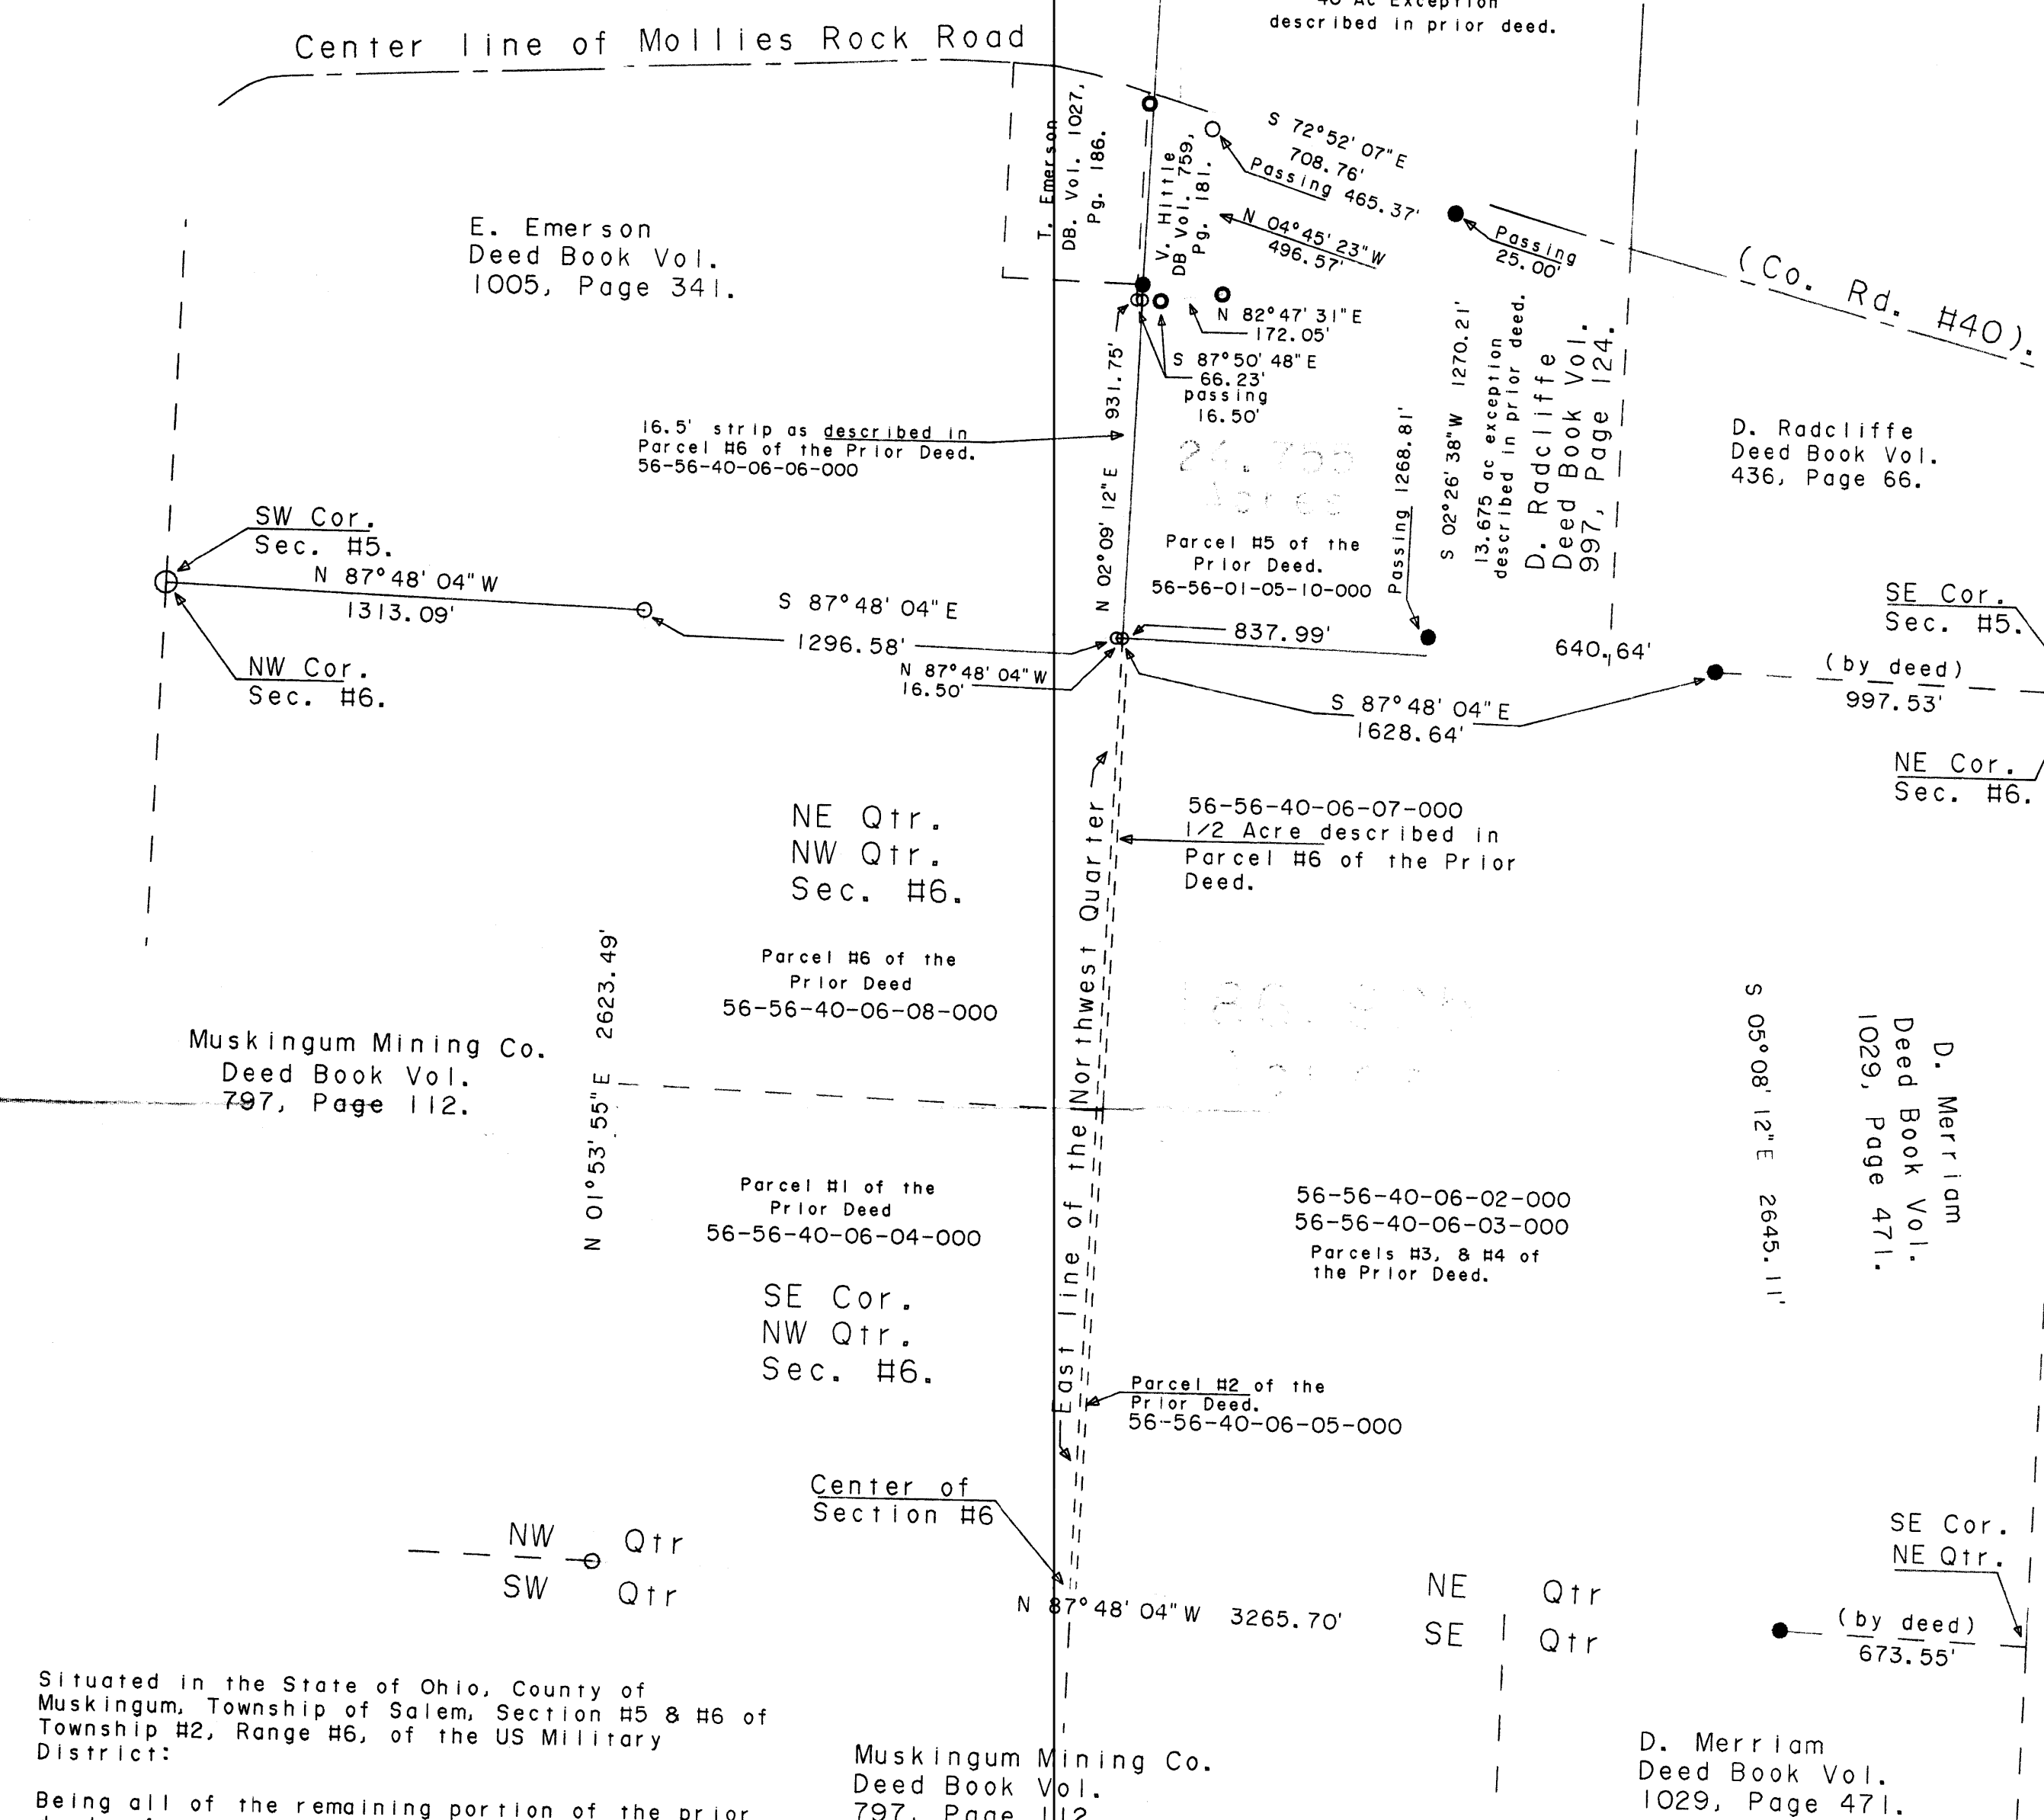 40 Ac Exception
described in prior deed.
Center line of Mollies Rock Road
(Co. Rd. #40).
T. Emerson
DB. Vol. 1027,
Pg. 186.
V. Hittle
DB Vol. 759,
Pg. 181.
S 72°52' 07"E
708.76'
Passing 465.37'
N 04°45' 23"W
496.57'
Passing
25.00'
E. Emerson
Deed Book Vol.
1005, Page 341.
N 82°47' 31"E
172.05'
S 87°50' 48"E
66.23'
passing
16.50'
N 02°09' 12"E 931.75'
16.5' strip as described in
Parcel #6 of the Prior Deed.
56-56-40-06-06-000
24.755
Acres
Parcel #5 of the
Prior Deed.
56-56-01-05-10-000
Passing 1268.81'
S 02°26' 38"W 1270.21'
13.675 ac exception
described in prior deed.
D. Radcliffe
Deed Book Vol.
997, Page 124.
D. Radcliffe
Deed Book Vol.
436, Page 66.
SW Cor.
Sec. #5.
N 87°48' 04"W
1313.09'
NW Cor.
Sec. #6.
S 87°48' 04"E
1296.58'
N 87°48' 04"W
16.50'
837.99'
640.64'
S 87°48' 04"E
1628.64'
SE Cor.
Sec. #5.
(by deed)
997.53'
NE Cor.
Sec. #6.
NE Qtr.
NW Qtr.
Sec. #6.
56-56-40-06-07-000
1/2 Acre described in
Parcel #6 of the Prior
Deed.
Parcel #6 of the
Prior Deed
56-56-40-06-08-000
East line of the Northwest Quarter
Muskingum Mining Co.
Deed Book Vol.
797, Page 112.
N 01°53' 55"E 2623.49'
S 05°08' 12"E 2645.11'
D. Merriam
Deed Book Vol.
1029, Page 471.
Parcel #1 of the
Prior Deed
56-56-40-06-04-000
56-56-40-06-02-000
56-56-40-06-03-000
Parcels #3, & #4 of
the Prior Deed.
SE Cor.
NW Qtr.
Sec. #6.
Parcel #2 of the
Prior Deed.
56-56-40-06-05-000
Center of
Section #6
NW Qtr
SW Qtr
N 87°48' 04"W 3265.70'
NE Qtr
SE Qtr
SE Cor.
NE Qtr.
(by deed)
673.55'
Situated in the State of Ohio, County of
Muskingum, Township of Salem, Section #5 & #6 of
Township #2, Range #6, of the US Military
District:
Being all of the remaining portion of the prior
Muskingum Mining Co.
Deed Book Vol.
797, Page 112
D. Merriam
Deed Book Vol.
1029, Page 471.